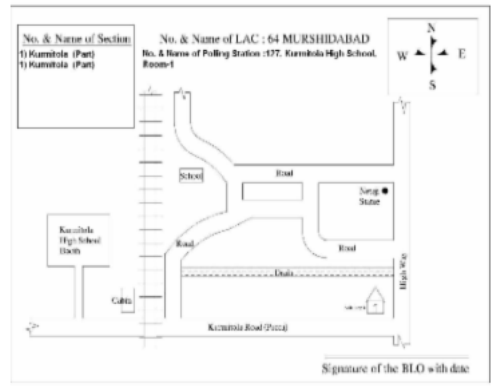 No. & Name of Section
1) Kurmitola (Part)
1) Kurmitola (Part)
No. & Name of LAC : 64 MURSHIDABAD
No. & Name of Polling Station :177. Kurmitola High School.
Room-1
N
W
E
S
School
Road
Netaji
Statue
Kurmitola
High School
Booth
Road
Road
Drain
High Way
Cabin
Kurmitola Road (Pacca)
Signature of the BLO with date